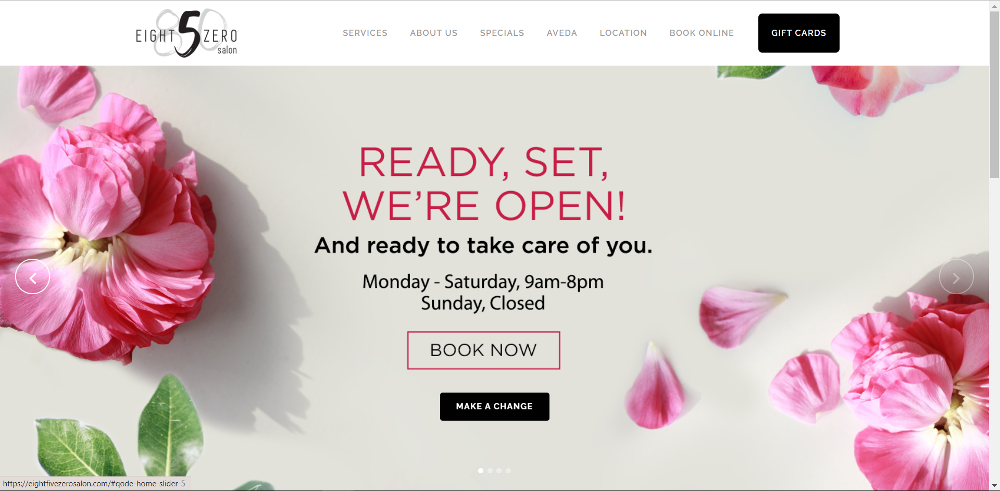 EIGHT 5 ZERO
850
salon
SERVICES
ABOUT US
SPECIALS
AVEDA
LOCATION
BOOK ONLINE
GIFT CARDS
READY, SET,
WE'RE OPEN!
And ready to take care of you.
Monday - Saturday, 9am-8pm
Sunday, Closed
BOOK NOW
MAKE A CHANGE
https://eightfivezerosalon.com/#qode-home-slider-5